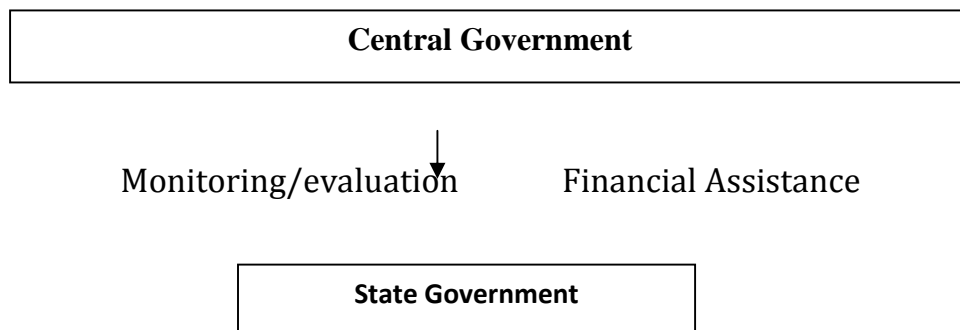 Central Government
Monitoring/evaluation Financial Assistance
State Government